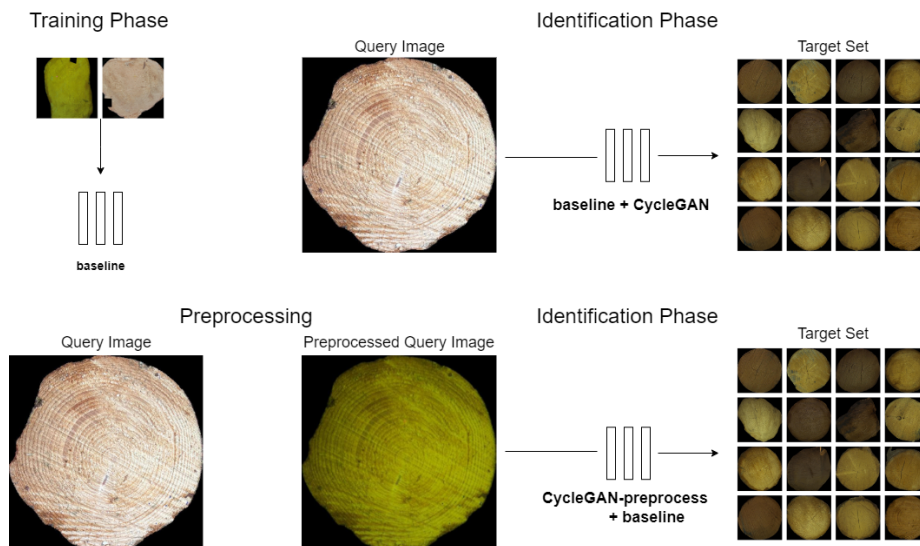 Training Phase
Identification Phase
Query Image
Target Set
baseline + CycleGAN
baseline
Preprocessing
Identification Phase
Query Image
Preprocessed Query Image
Target Set
CycleGAN-preprocess
+ baseline